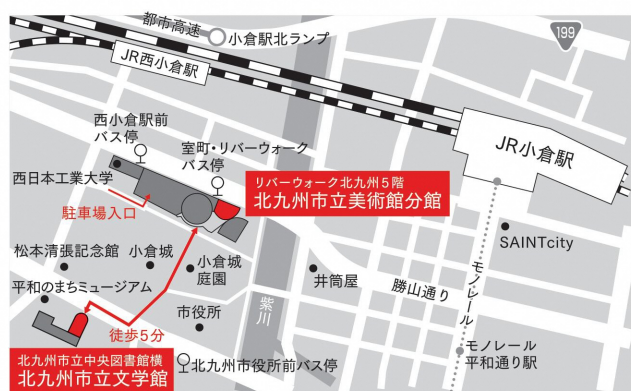 都市高速
小倉駅北ランプ
199
JR西小倉駅
西小倉駅前
バス停
室町・リバーウォーク
バス停
JR小倉駅
西日本工業大学
リバーウォーク北九州5階
北九州市立美術館分館
駐車場入口
SAINTcity
松本清張記念館
小倉城
小倉城
庭園
井筒屋
勝山通り
モノレール
平和のまちミュージアム
市役所
紫川
徒歩5分
モノレール
平和通り駅
北九州市立中央図書館横
北九州市立文学館
北九州市役所前バス停